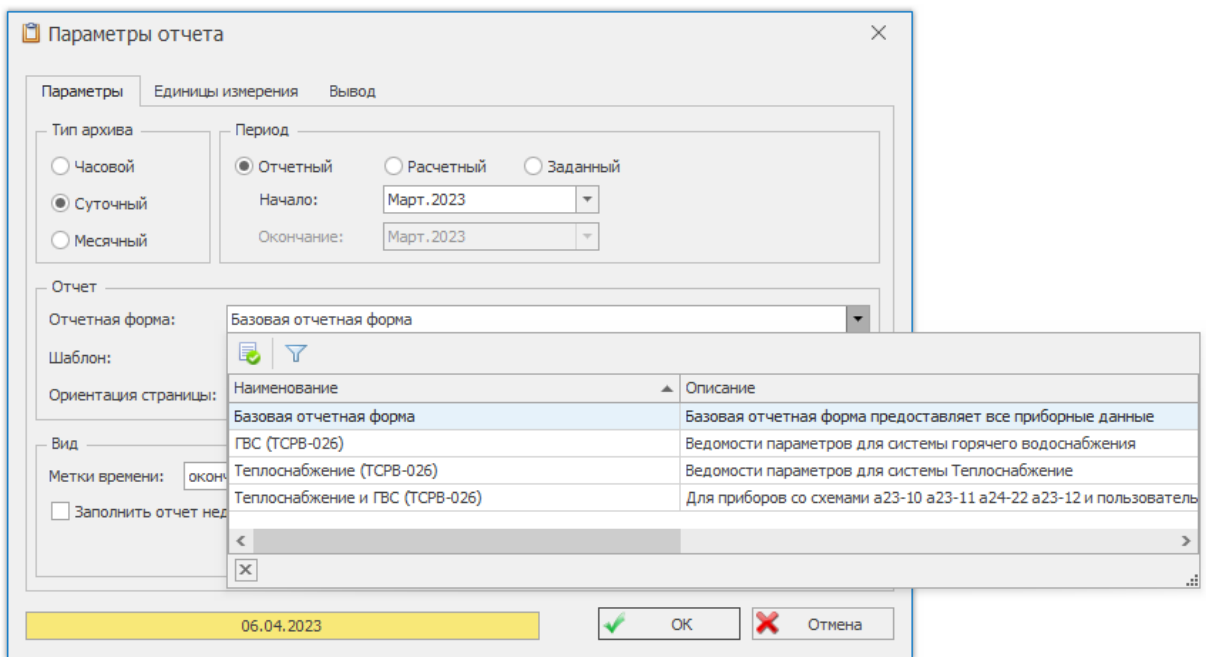 Параметры отчета
Параметры Единицы измерения Вывод
Тип архива Период
Часовой Отчетный Расчетный Заданный
Суточный Начало: Март.2023
Месячный Окончание: Март.2023
Отчет
Отчетная форма: Базовая отчетная форма
Шаблон:
Ориентация страницы:
Наименование Описание
Базовая отчетная форма Базовая отчетная форма предоставляет все приборные данные
ГВС (ТСРВ-026) Ведомости параметров для системы горячего водоснабжения
Теплоснабжение (ТСРВ-026) Ведомости параметров для системы Теплоснабжение
Теплоснабжение и ГВС (ТСРВ-026) Для приборов со схемами а23-10 а23-11 а24-22 а23-12 и пользователь
Вид
Метки времени: оконч
Заполнить отчет нед
06.04.2023 ОК Отмена